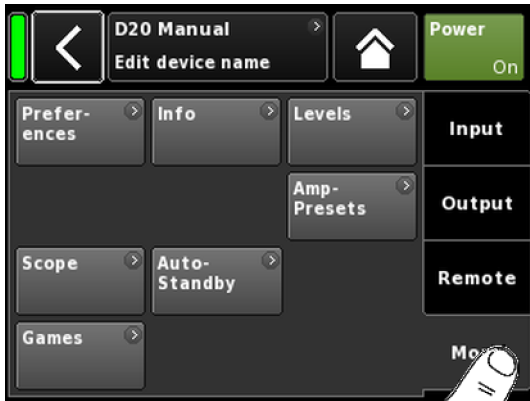 D20 Manual
Edit device name
Power
On
Prefer-
ences
Info
Levels
Input
Amp-
Presets
Output
Scope
Auto-
Standby
Remote
Games